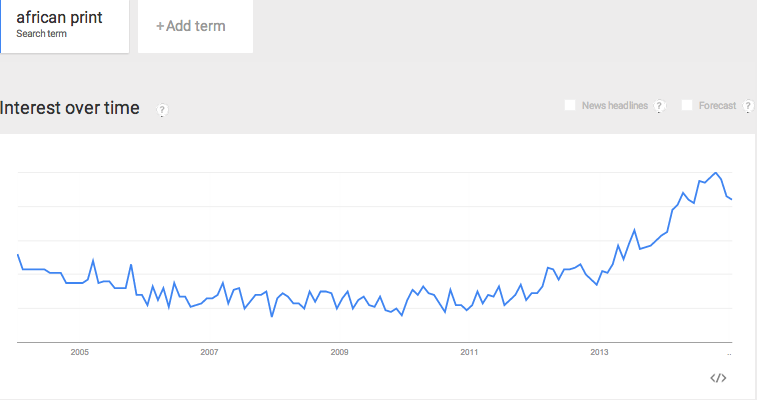 african print
Search term
+Add term
Interest over time ?
News headlines ?
Forecast ?
2005
2007
2009
2011
2013
..
</>